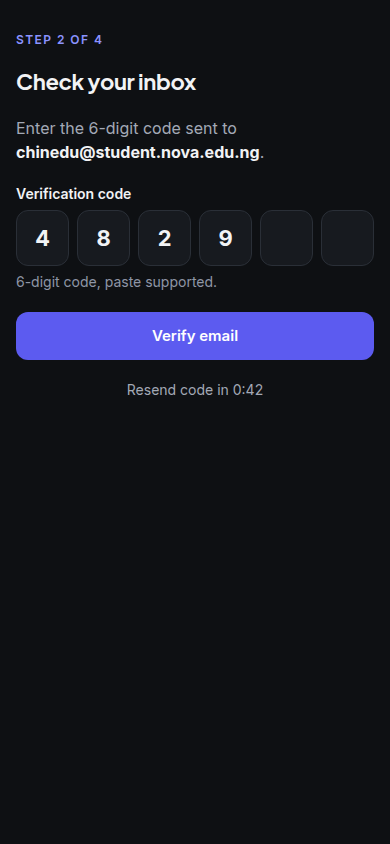 STEP 2 OF 4
Check your inbox
Enter the 6-digit code sent to
chinedu@student.nova.edu.ng.
Verification code
4 8 2 9
6-digit code, paste supported.
Verify email
Resend code in 0:42